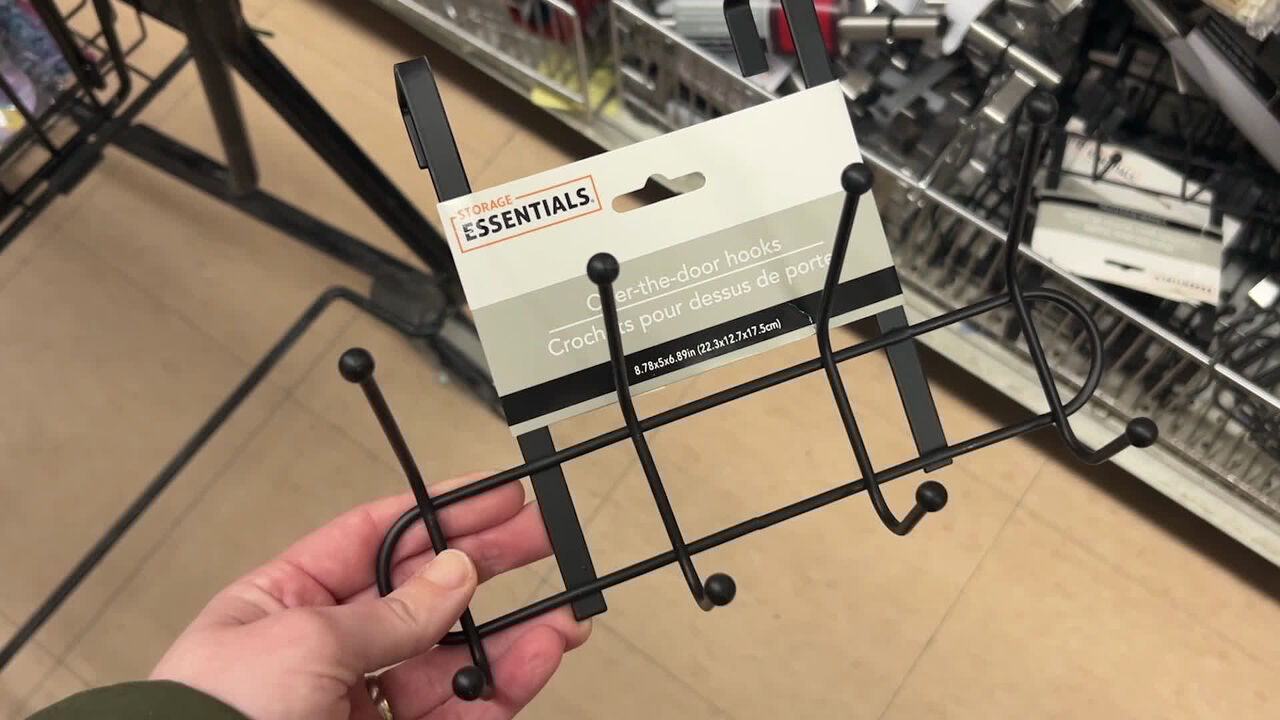 STORAGE
ESSENTIALS
Over-the-door hooks
Crochets pour dessus de porte
8.78x5x6.89in (22.3x12.7x17.5cm)